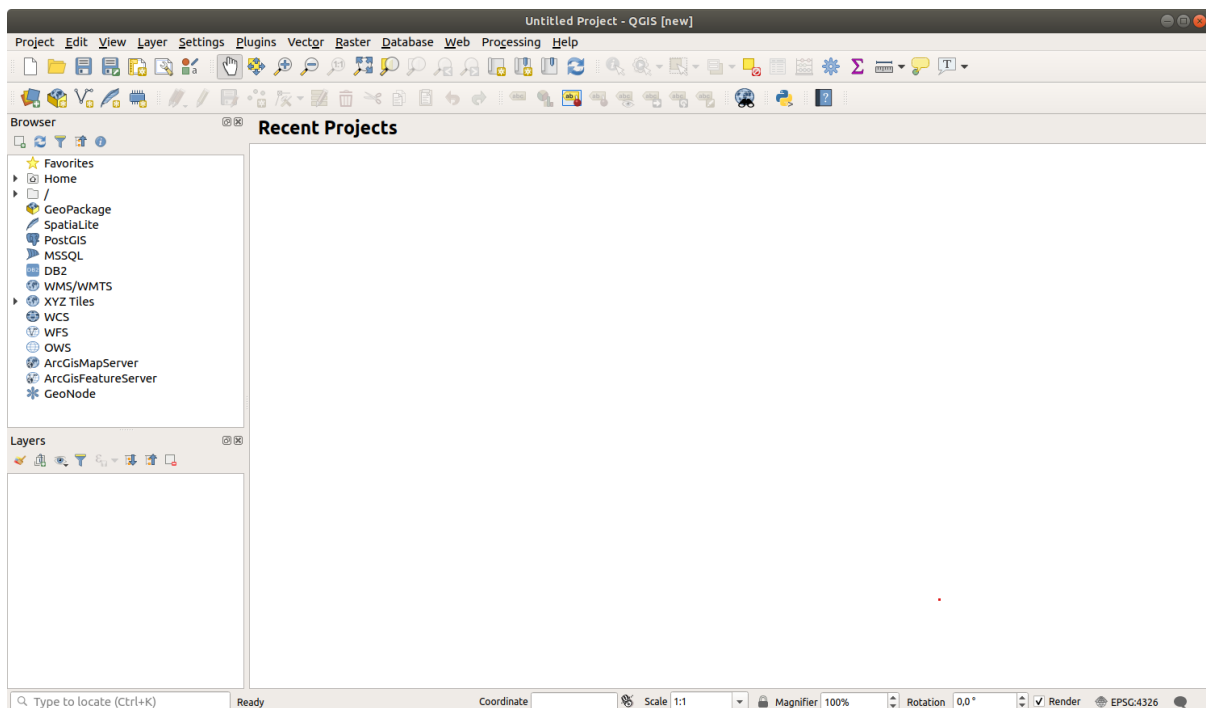 Untitled Project - QGIS [new]
Project Edit View Layer Settings Plugins Vector Raster Database Web Processing Help
Browser
Recent Projects
Favorites
Home
/
GeoPackage
SpatiaLite
PostGIS
MSSQL
DB2
WMS/WMTS
XYZ Tiles
WCS
WFS
OWS
ArcGisMapServer
ArcGisFeatureServer
GeoNode
Layers
Type to locate (Ctrl+K) Ready Coordinate Scale 1:1 Magnifier 100% Rotation 0,0 ° Render EPSG:4326